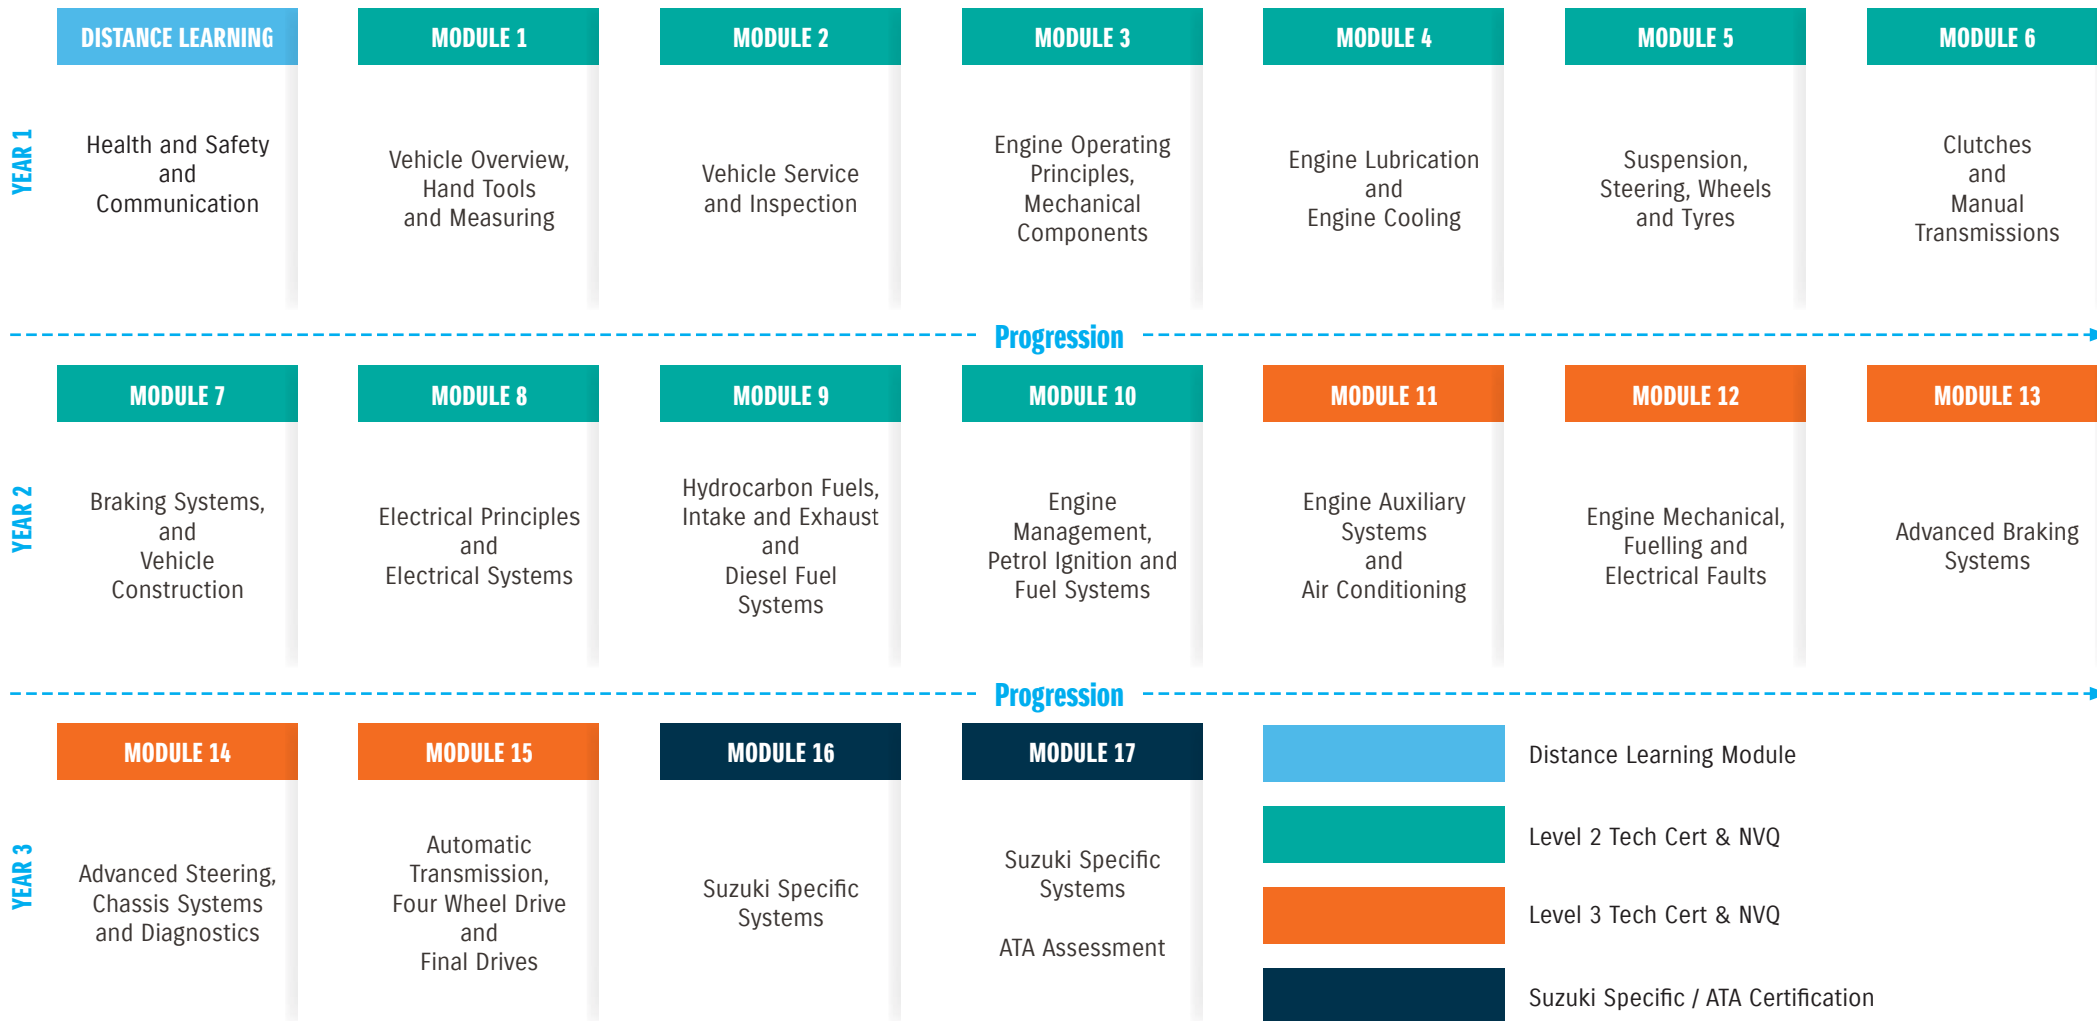 DISTANCE LEARNING
MODULE 1
MODULE 2
MODULE 3
MODULE 4
MODULE 5
MODULE 6
YEAR 1
Health and Safety
and
Communication
Vehicle Overview,
Hand Tools
and Measuring
Vehicle Service
and Inspection
Engine Operating
Principles,
Mechanical
Components
Engine Lubrication
and
Engine Cooling
Suspension,
Steering, Wheels
and Tyres
Clutches
and
Manual
Transmissions
Progression
MODULE 7
MODULE 8
MODULE 9
MODULE 10
MODULE 11
MODULE 12
MODULE 13
YEAR 2
Braking Systems,
and
Vehicle
Construction
Electrical Principles
and
Electrical Systems
Hydrocarbon Fuels,
Intake and Exhaust
and
Diesel Fuel
Systems
Engine
Management,
Petrol Ignition and
Fuel Systems
Engine Auxiliary
Systems
and
Air Conditioning
Engine Mechanical,
Fuelling and
Electrical Faults
Advanced Braking
Systems
Progression
MODULE 14
MODULE 15
MODULE 16
MODULE 17
YEAR 3
Advanced Steering,
Chassis Systems
and Diagnostics
Automatic
Transmission,
Four Wheel Drive
and
Final Drives
Suzuki Specific
Systems
Suzuki Specific
Systems
ATA Assessment
Distance Learning Module
Level 2 Tech Cert & NVQ
Level 3 Tech Cert & NVQ
Suzuki Specific / ATA Certification